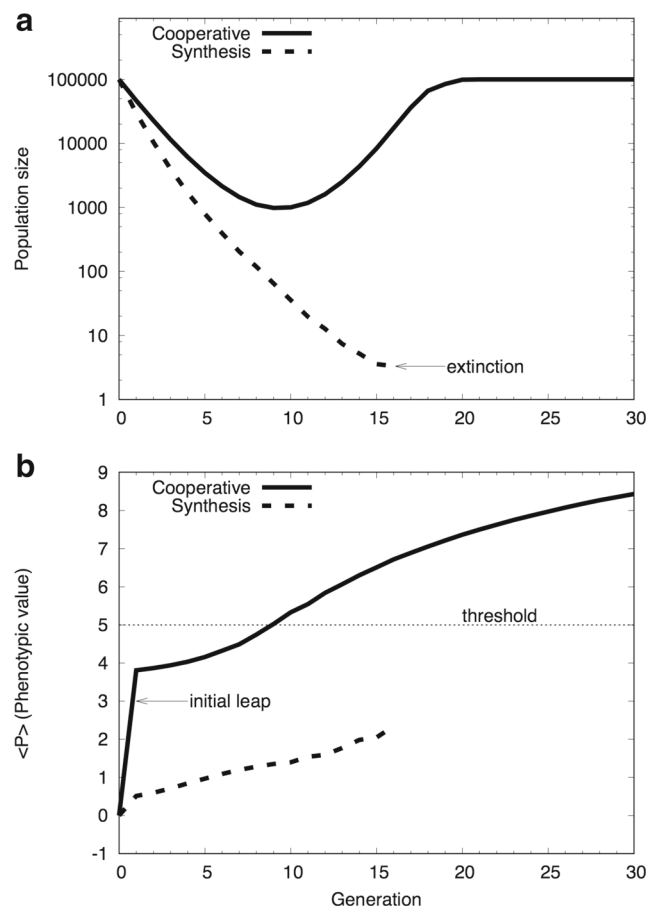 a
Cooperative
Synthesis
100000
10000
1000
100
10
1
Population size
extinction
0 5 10 15 20 25 30
b
Cooperative
Synthesis
9
8
7
6
5
4
3
2
1
0
-1
<P> (Phenotypic value)
threshold
initial leap
0 5 10 15 20 25 30
Generation